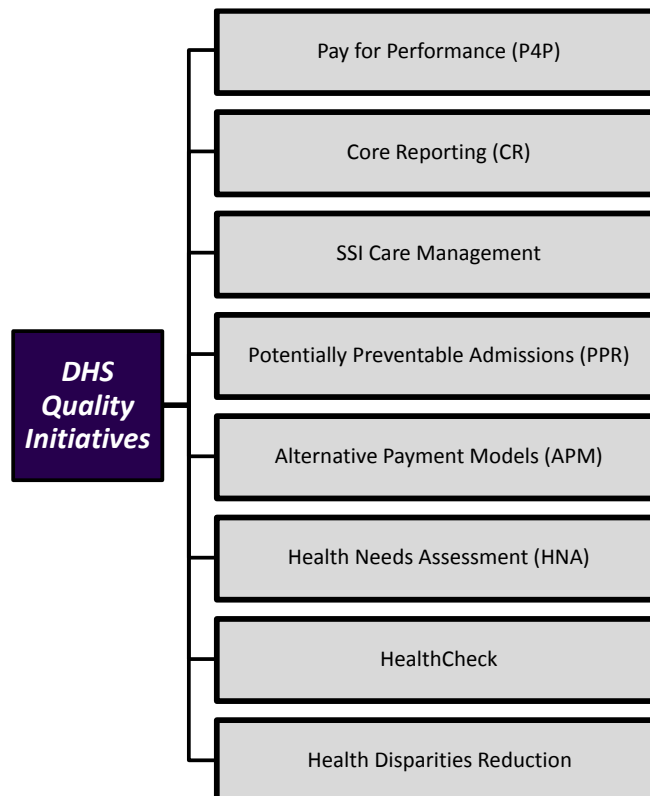 Pay for Performance (P4P)
Core Reporting (CR)
SSI Care Management
Potentially Preventable Admissions (PPR)
DHS
Quality
Initiatives
Alternative Payment Models (APM)
Health Needs Assessment (HNA)
HealthCheck
Health Disparities Reduction